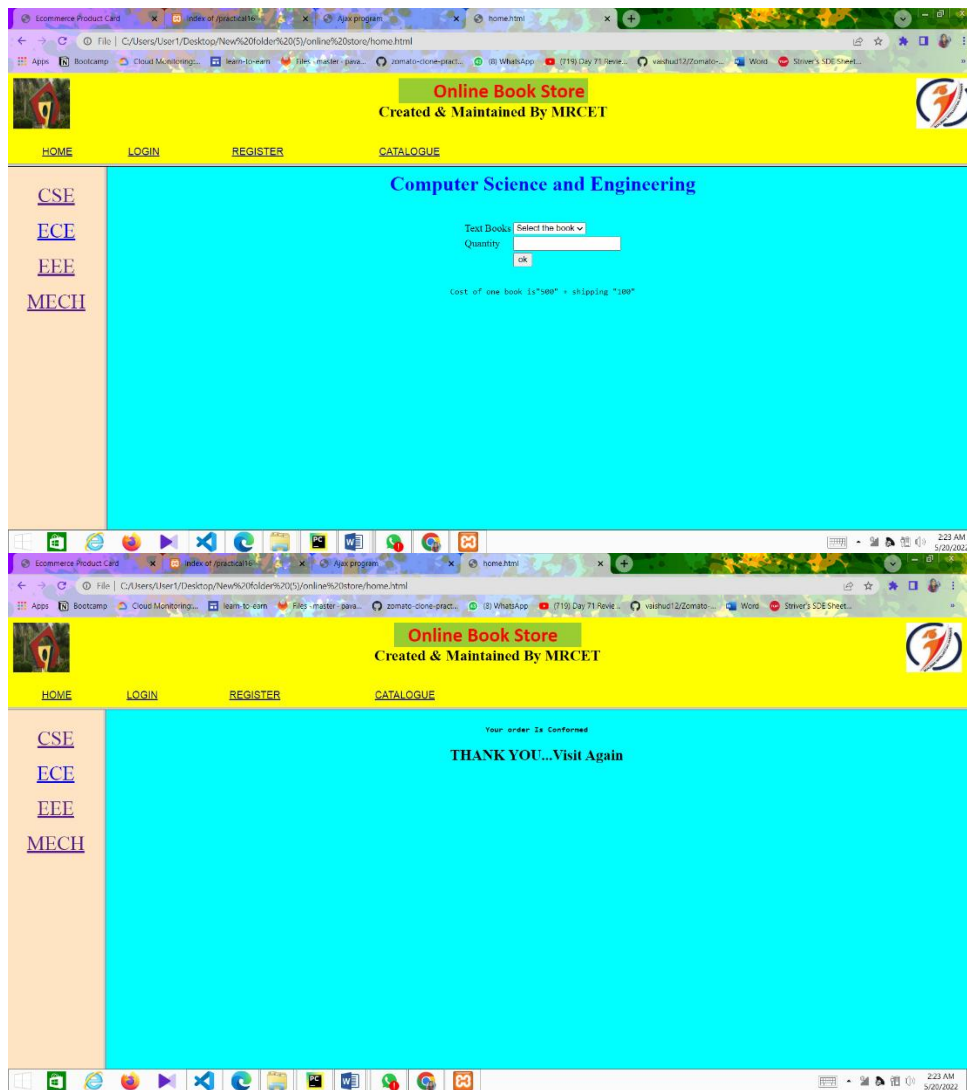 Ecommerce Product Card
Index of /practical16
Ajax program
home.html
File | C:/Users/User1/Desktop/New%20folder%20(5)/online%20store/home.html
Apps Bootcamp Cloud Monitoring:... learn-to-earn Files · master · pava... zomato-clone-pract... (8) WhatsApp (719) Day 71 Revie... vaishud12/Zomato-... Word Striver's SDE Sheet...
Online Book Store
Created & Maintained By MRCET
HOME LOGIN REGISTER CATALOGUE
CSE
ECE
EEE
MECH
Computer Science and Engineering
Text Books Select the book
Quantity
ok
Cost of one book is"500" + shipping "100"
2:23 AM
5/20/2022
Ecommerce Product Card
Index of /practical16
Ajax program
home.html
File | C:/Users/User1/Desktop/New%20folder%20(5)/online%20store/home.html
Apps Bootcamp Cloud Monitoring:... learn-to-earn Files · master · pava... zomato-clone-pract... (8) WhatsApp (719) Day 71 Revie... vaishud12/Zomato-... Word Striver's SDE Sheet...
Online Book Store
Created & Maintained By MRCET
HOME LOGIN REGISTER CATALOGUE
CSE
ECE
EEE
MECH
Your order Is Conformed
THANK YOU...Visit Again
2:23 AM
5/20/2022